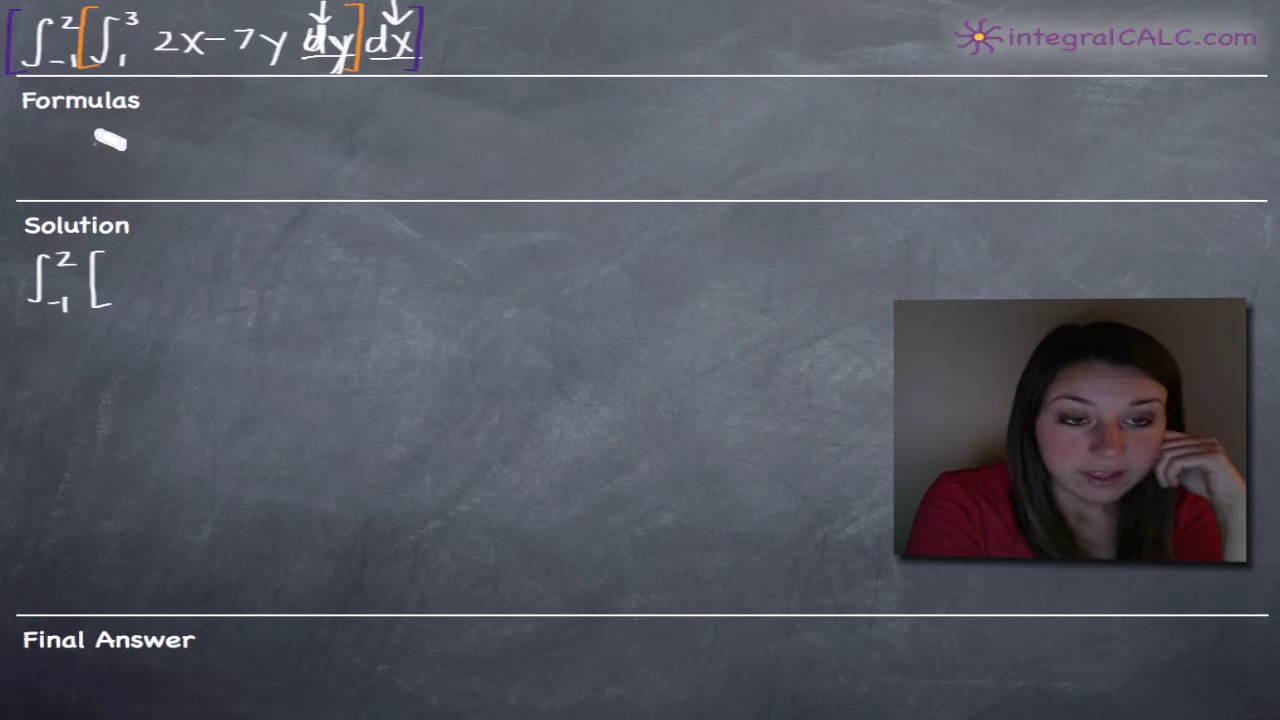 [∫₋₁² [∫₁³ 2x-7y dy] dx]
integralCALC.com
Formulas
Solution
∫₋₁² [
Final Answer